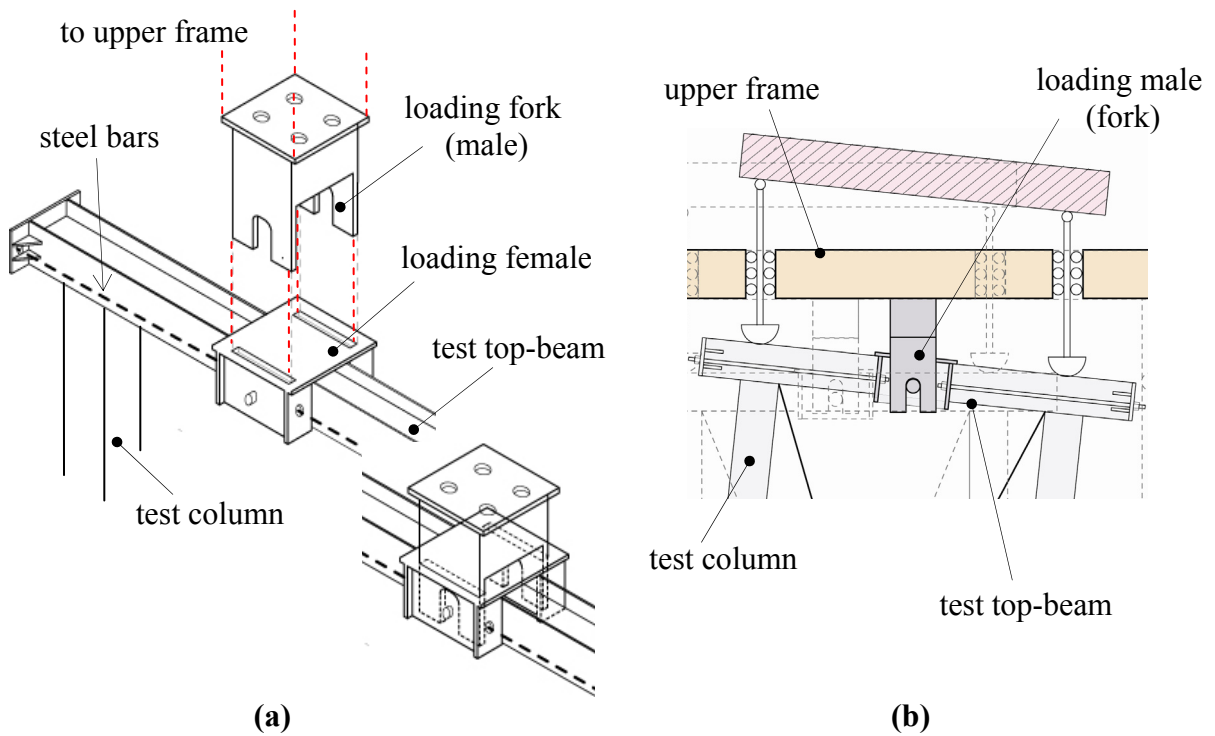 to upper frame
loading fork
(male)
steel bars
loading female
test top-beam
test column
(a)
upper frame
loading male
(fork)
test column
test top-beam
(b)